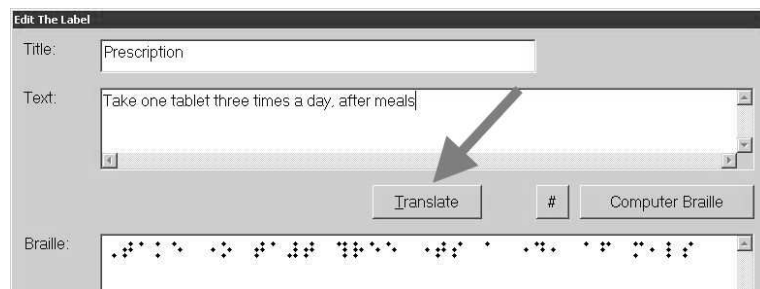 Edit The Label
Title:
Prescription
Text:
Take one tablet three times a day, after meals
Translate
#
Computer Braille
Braille: